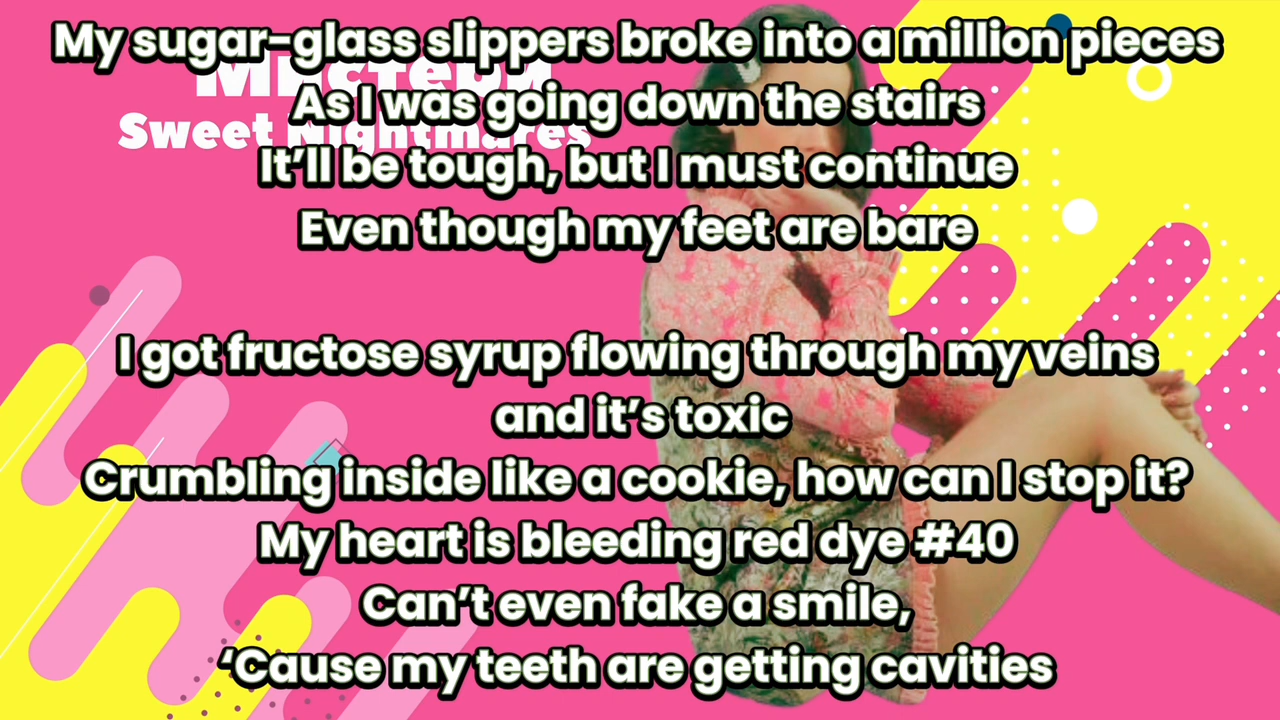 My sugar-glass slippers broke into a million pieces
Мистери
As I was going down the stairs
Sweet Nightmares
It’ll be tough, but I must continue
Even though my feet are bare
I got fructose syrup flowing through my veins
and it’s toxic
Crumbling inside like a cookie, how can I stop it?
My heart is bleeding red dye #40
Can’t even fake a smile,
‘Cause my teeth are getting cavities